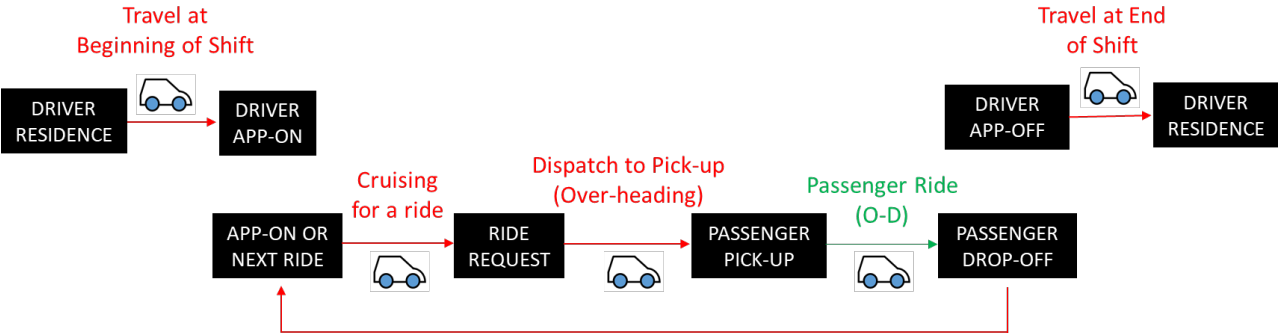 Travel at
Beginning of Shift
Travel at End
of Shift
DRIVER
RESIDENCE
DRIVER
APP-ON
DRIVER
APP-OFF
DRIVER
RESIDENCE
Cruising
for a ride
Dispatch to Pick-up
(Over-heading)
Passenger Ride
(O-D)
APP-ON OR
NEXT RIDE
RIDE
REQUEST
PASSENGER
PICK-UP
PASSENGER
DROP-OFF